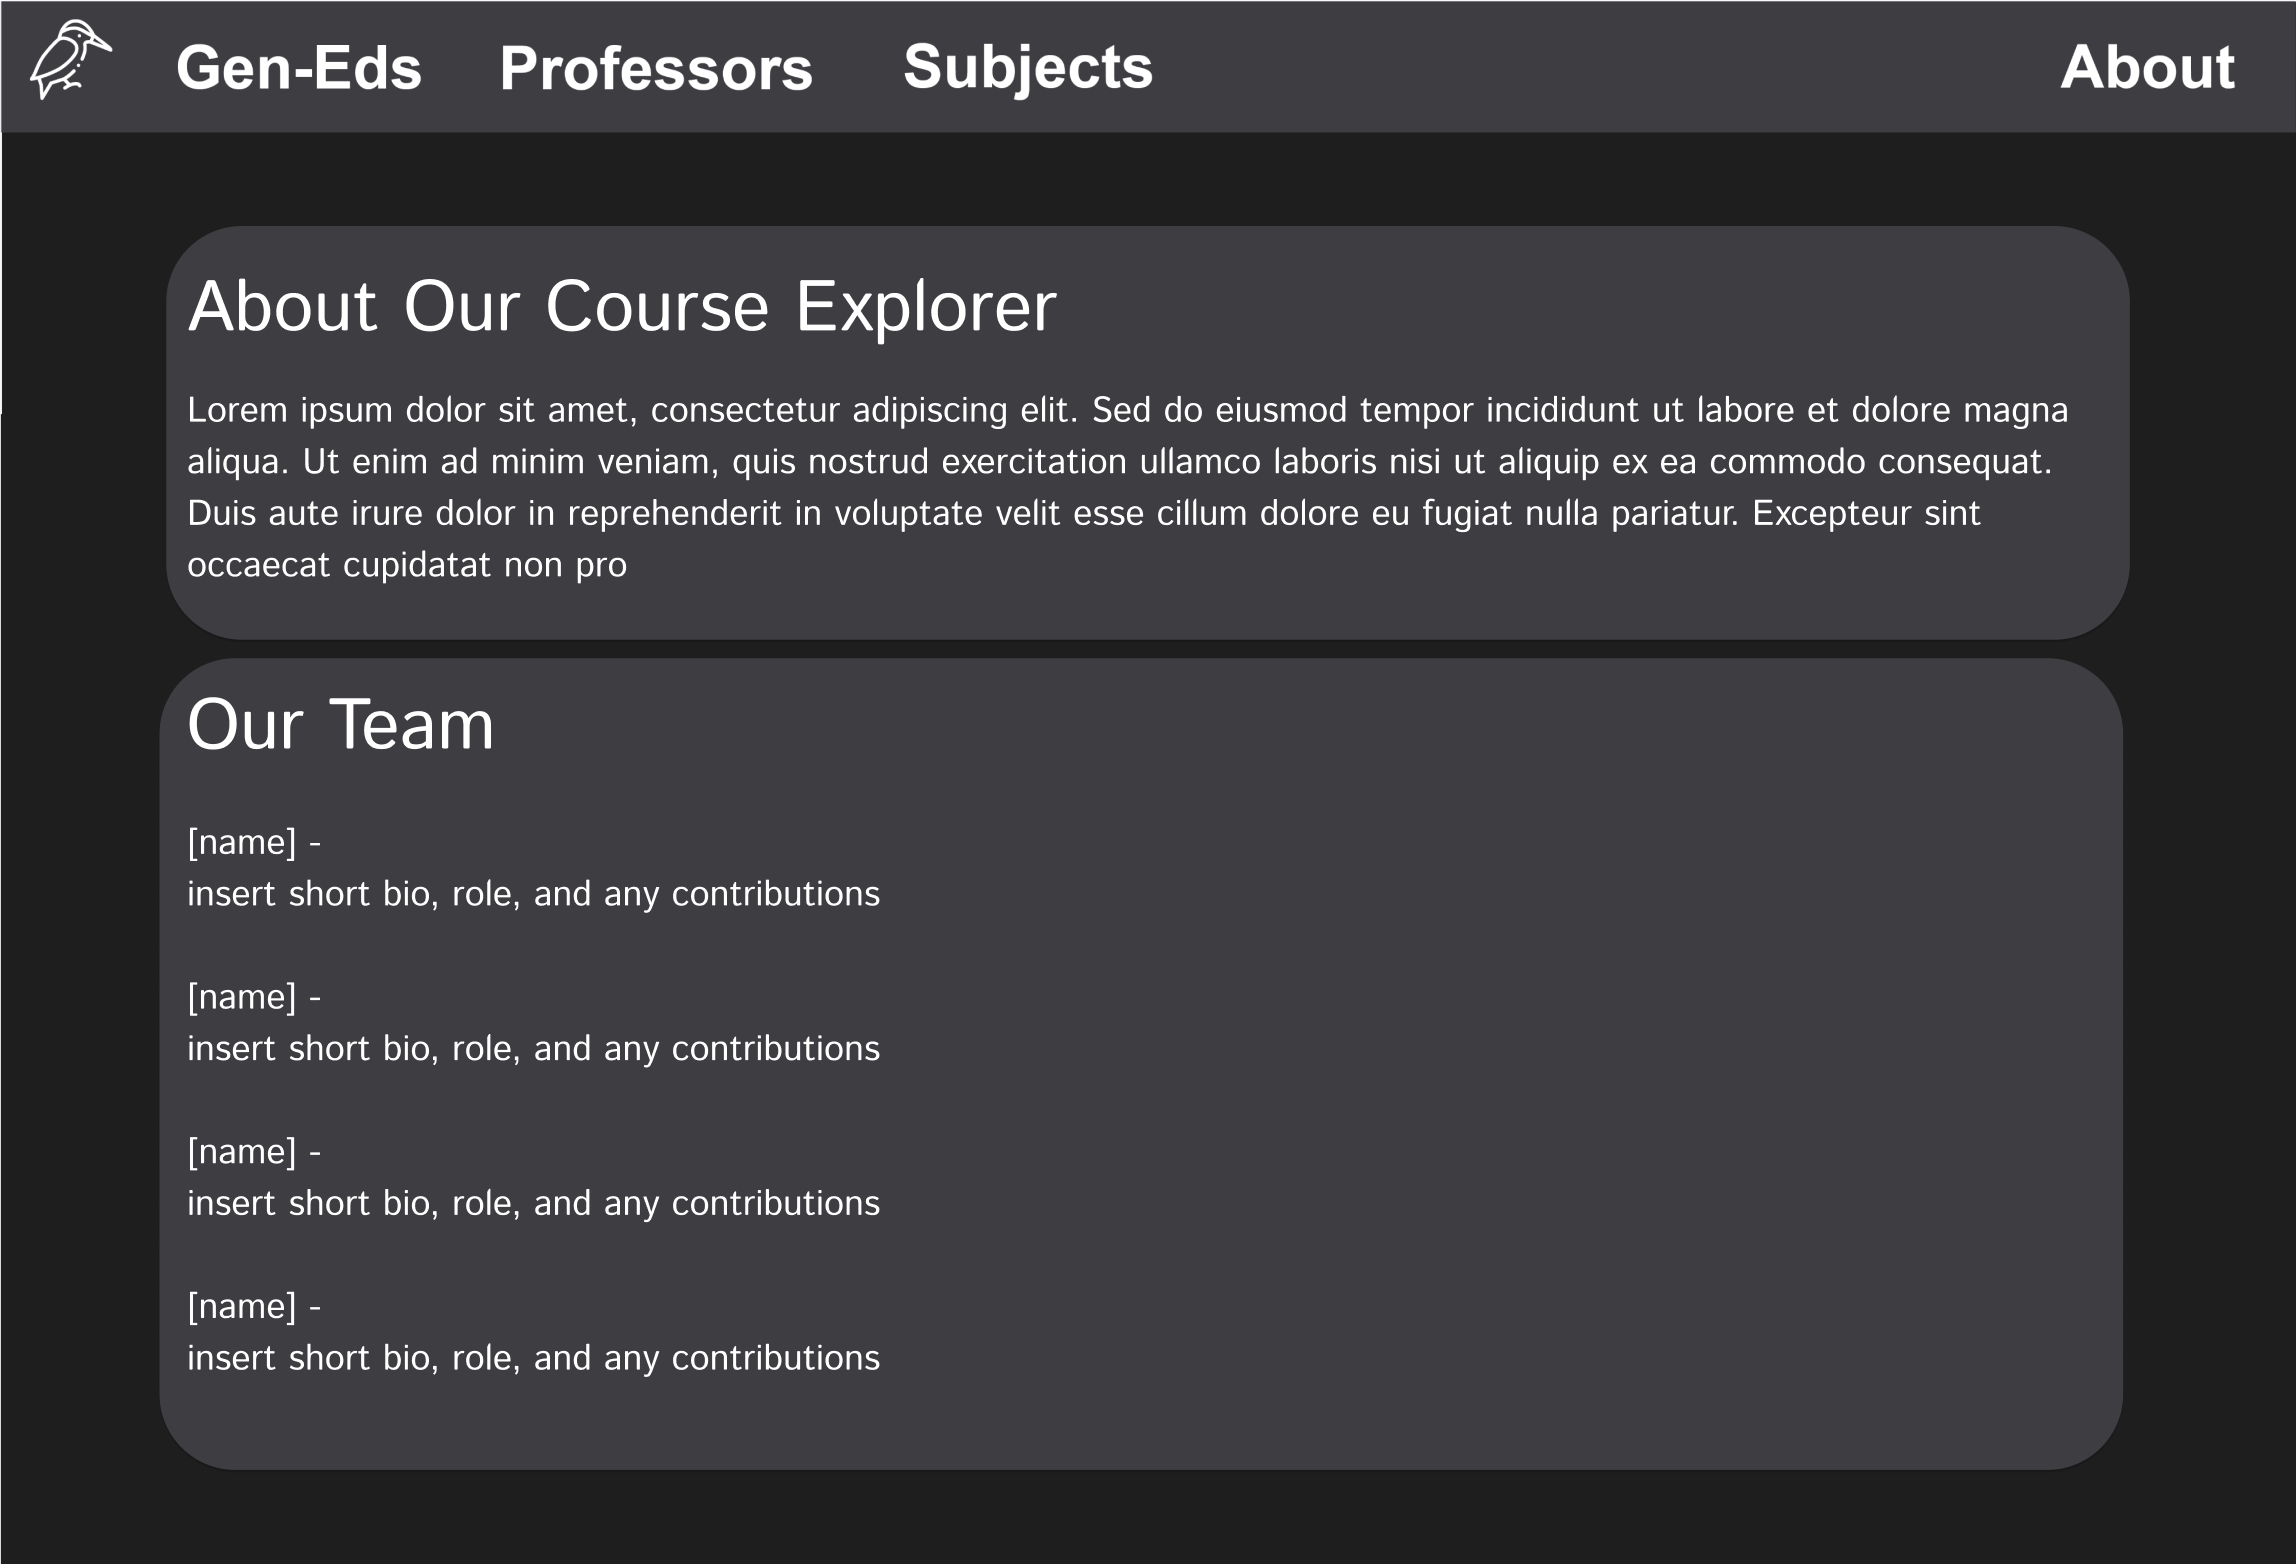 Gen-Eds Professors Subjects About
About Our Course Explorer
Lorem ipsum dolor sit amet, consectetur adipiscing elit. Sed do eiusmod tempor incididunt ut labore et dolore magna
aliqua. Ut enim ad minim veniam, quis nostrud exercitation ullamco laboris nisi ut aliquip ex ea commodo consequat.
Duis aute irure dolor in reprehenderit in voluptate velit esse cillum dolore eu fugiat nulla pariatur. Excepteur sint
occaecat cupidatat non pro
Our Team
[name] -
insert short bio, role, and any contributions
[name] -
insert short bio, role, and any contributions
[name] -
insert short bio, role, and any contributions
[name] -
insert short bio, role, and any contributions